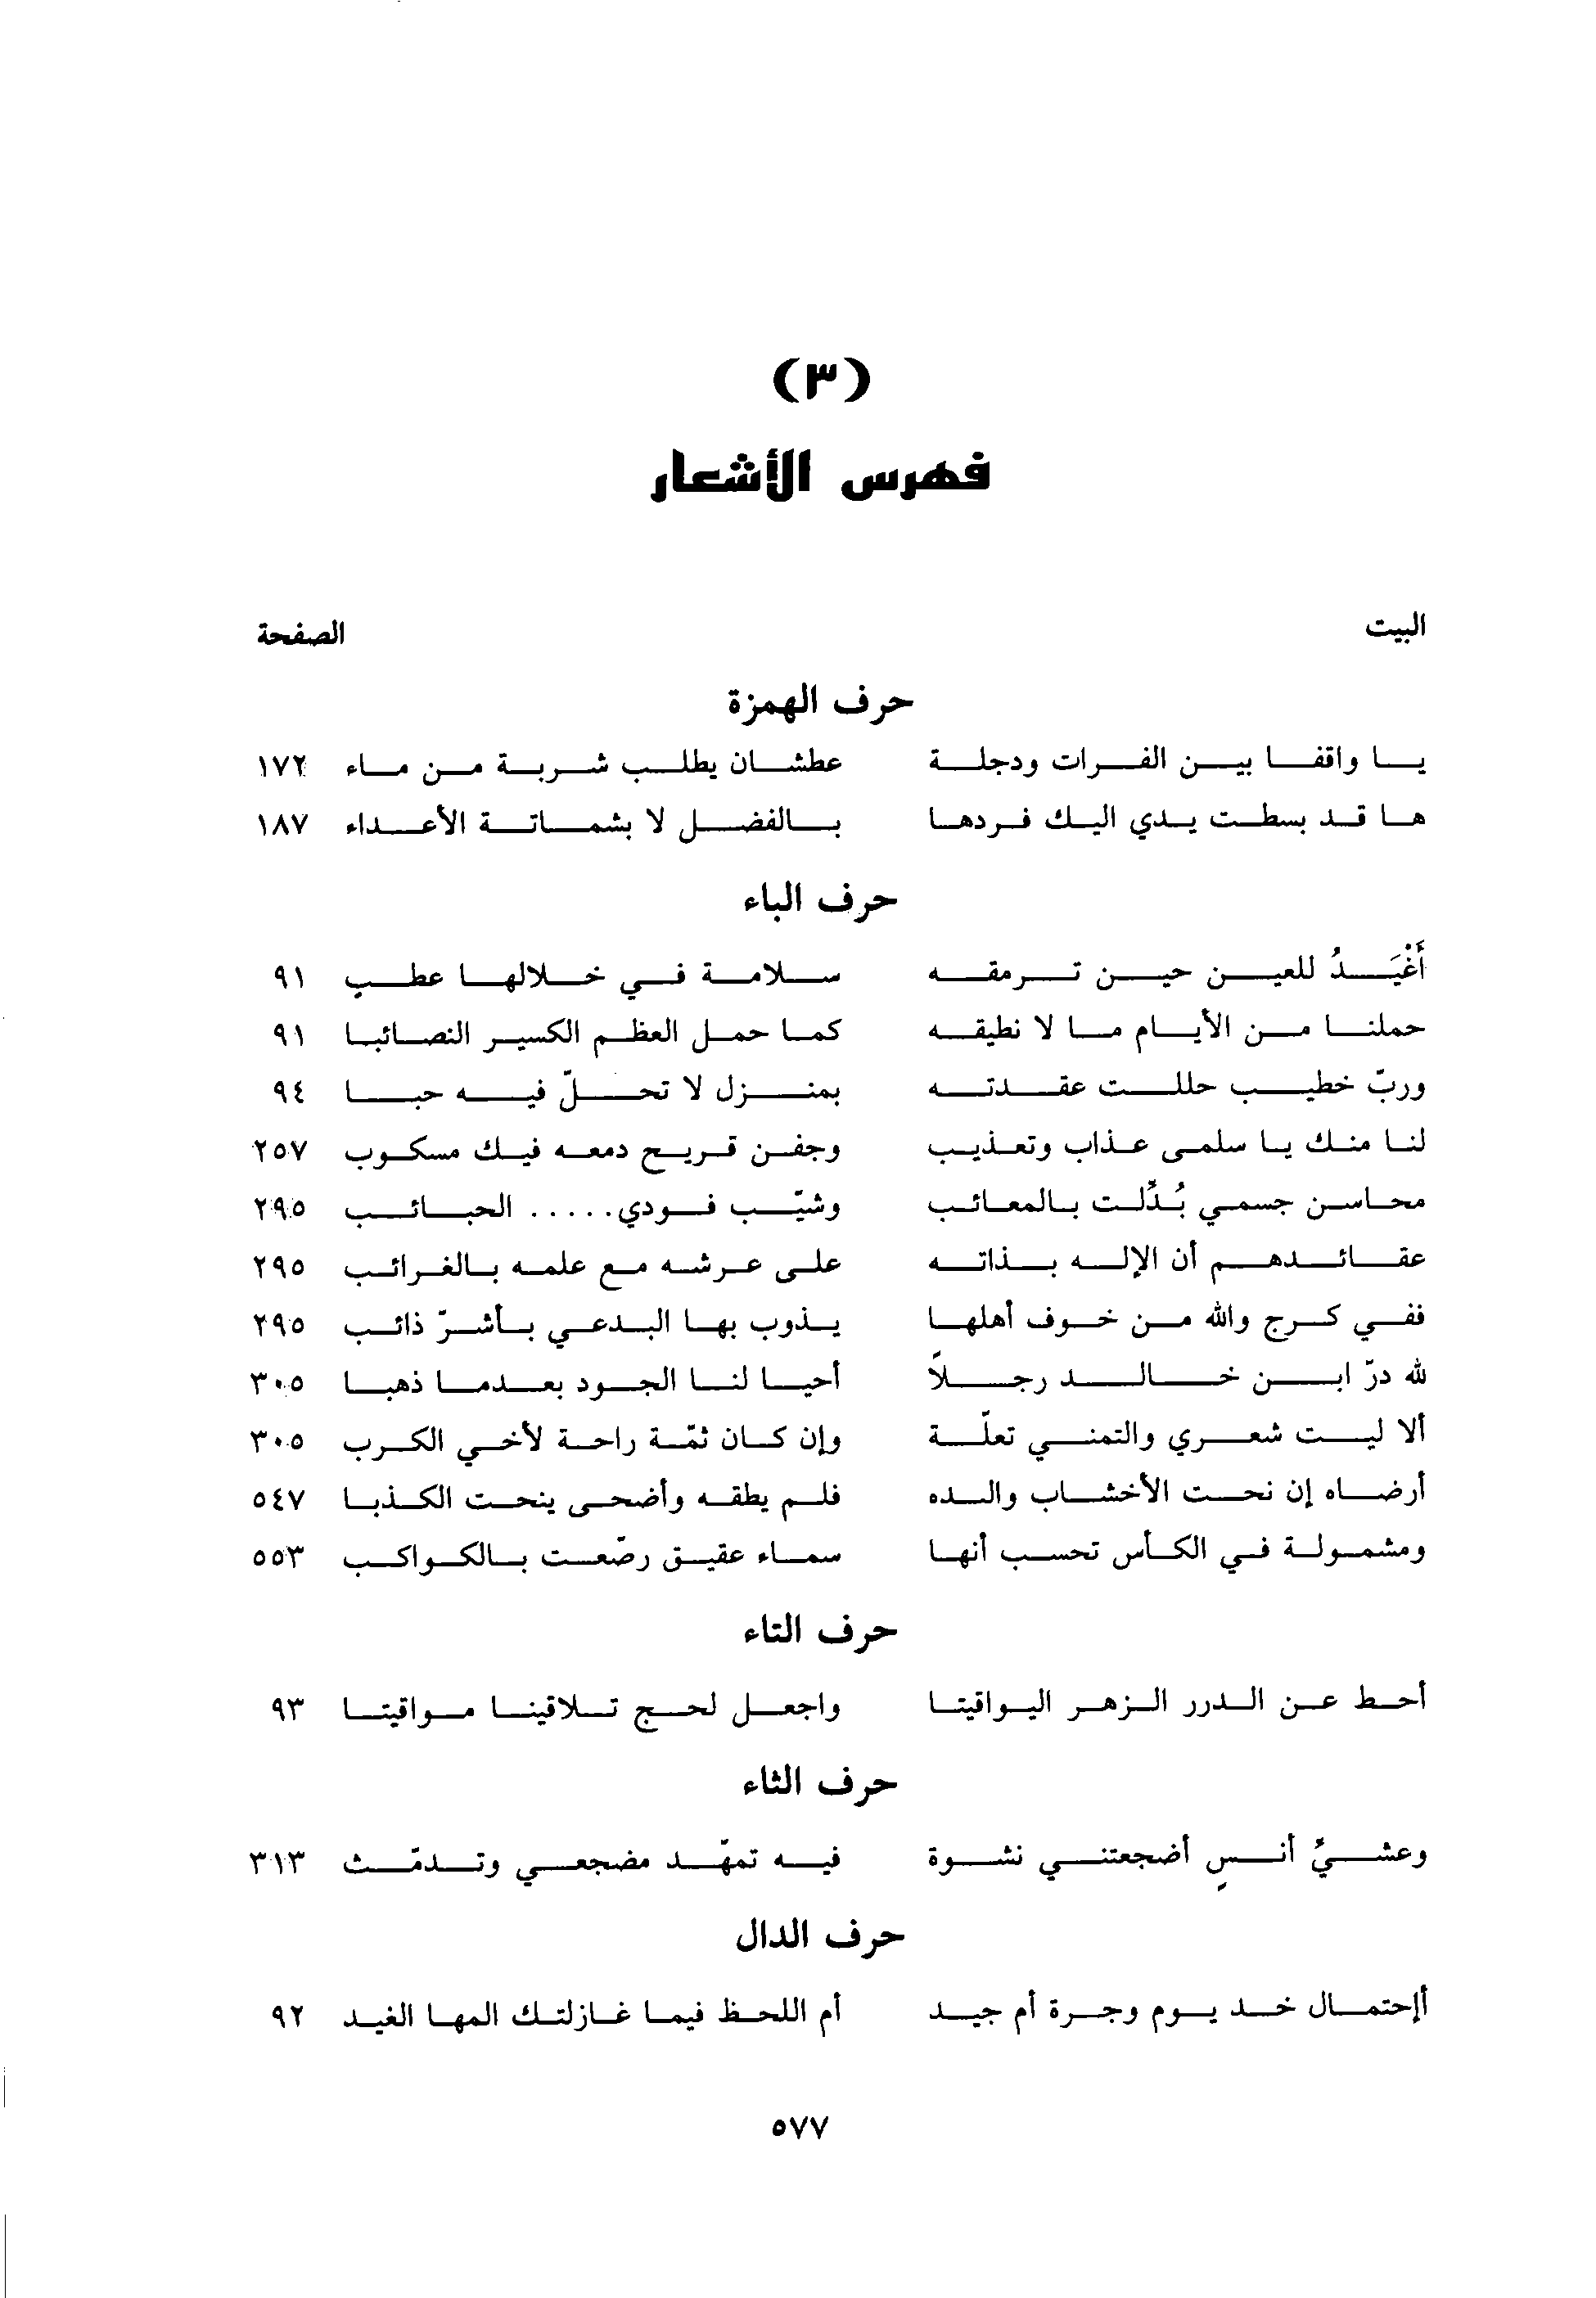 (٣)
فهرس الأشعار
البيت الصفحة
حرف الهمزة
يا واقفا بين الفرات ودجلة عطشان يطلب شربة من ماء ١٧٢
ها قد بسطت يدي اليك فردها بالفضل لا بشماتة الأعداء ١٨٧
حرف الباء
أَغْيَدُ للعين حين ترمقه سلامة في خلالها عطبِ ٩١
حملنا من الأيام ما لا نطيقه كما حمل العظم الكسير النصائبا ٩١
وربّ خطيب حللت عقدته بمنزل لا تحلّ فيه حبا ٩٤
لنا منك يا سلمى عذاب وتعذيب وجفن قريح دمعه فيك مسكوب ٢٥٧
محاسن جسمي بُدِّلت بالمعائب وشيّب فودي..... الحبائب ٢٩٥
عقائدهم أن الإله بذاته على عرشه مع علمه بالغرائب ٢٩٥
ففي كرج والله من خوف أهلها يذوب بها البدعي بأشرّ ذائب ٢٩٥
لله درّ ابن خالد رجلاً أحيا لنا الجود بعدما ذهبا ٣٠٥
ألا ليت شعري والتمني تعلّة وإن كان ثمّة راحة لأخي الكرب ٣٠٥
أرضاه إن نحت الأخشاب والده فلم يطقه وأضحى ينحت الكذبا ٥٤٧
ومشمولة في الكأس تحسب أنها سماء عقيق رصّعت بالكواكب ٥٥٣
حرف التاء
أحط عن الدرر الزهر اليواقيتا واجعل لحج تلاقينا مواقيتا ٩٣
حرف الثاء
وعشيُّ أنسٍ أضجعتني نشوة فيه تمهّد مضجعي وتدمّث ٣١٣
حرف الدال
أإحتمال خد يوم وجرة أم جيد أم اللحظ فيما غازلتك المها الغيد ٩٢
٥٧٧